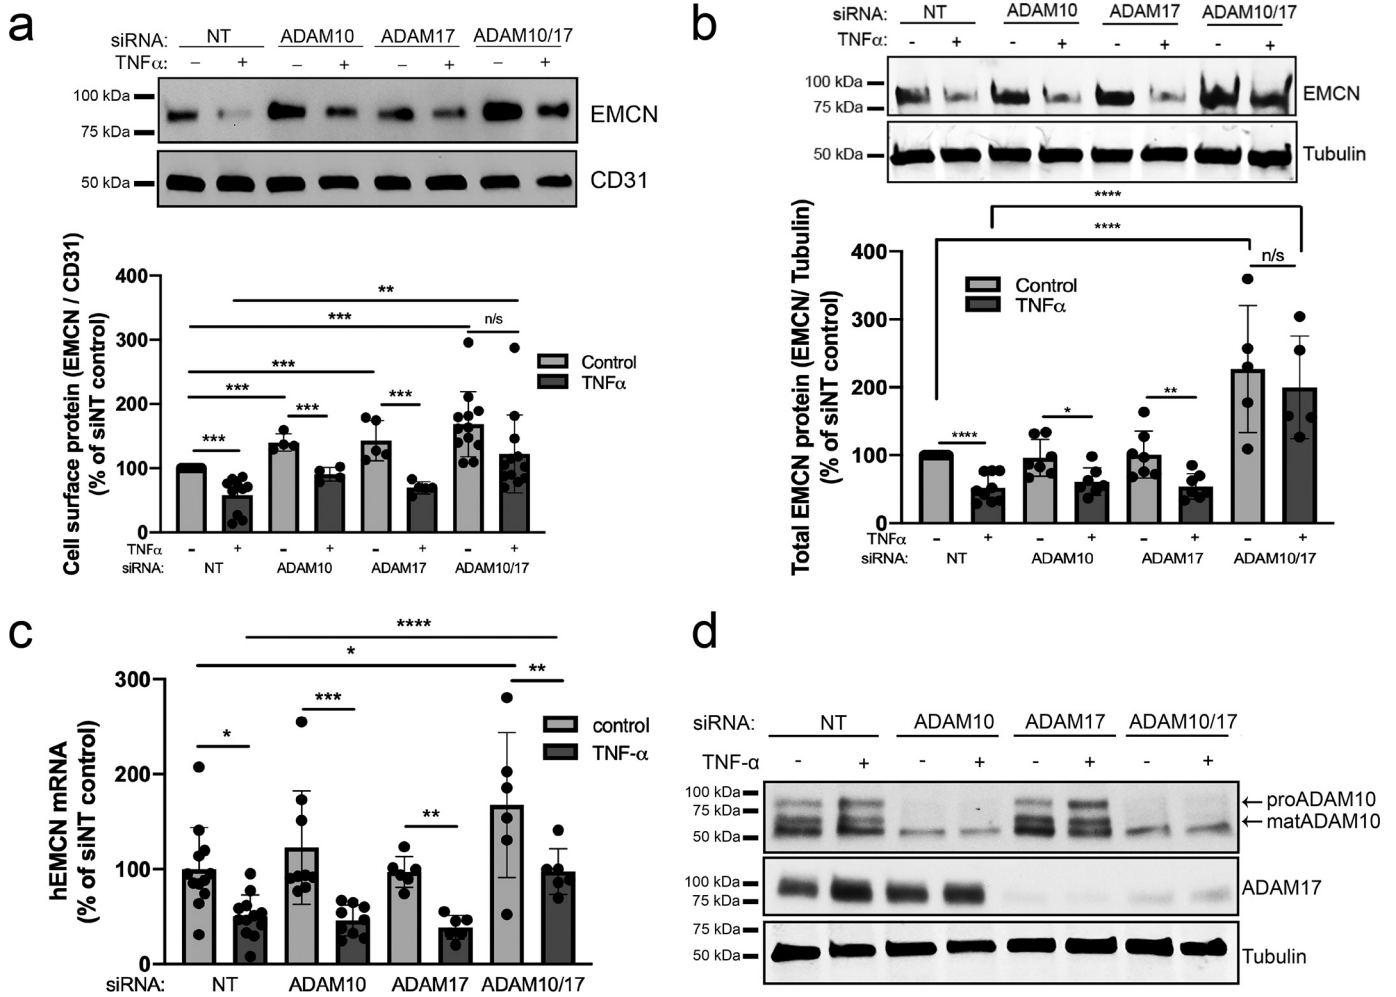 a
siRNA: NT ADAM10 ADAM17 ADAM10/17
TNFα: – + – + – + – +
100 kDa
75 kDa
EMCN
50 kDa
CD31
Cell surface protein (EMCN / CD31)
(% of siNT control)
400
300
200
100
0
**
***
n/s
***
***
***
***
***
Control
TNFα
TNFα - + - + - + - +
siRNA: NT ADAM10 ADAM17 ADAM10/17
b
siRNA: NT ADAM10 ADAM17 ADAM10/17
TNFα: - + - + - + - +
100 kDa
75 kDa
EMCN
50 kDa
Tubulin
Total EMCN protein (EMCN/ Tubulin)
(% of siNT control)
400
300
200
100
0
****
****
n/s
****
*
**
Control
TNFα
TNFα - + - + - + - +
siRNA: NT ADAM10 ADAM17 ADAM10/17
c
hEMCN mRNA
(% of siNT control)
300
200
100
0
****
*
**
***
*
**
control
TNF-α
siRNA: NT ADAM10 ADAM17 ADAM10/17
d
siRNA: NT ADAM10 ADAM17 ADAM10/17
TNF-α - + - + - + - +
100 kDa
75 kDa
50 kDa
←proADAM10
←matADAM10
100 kDa
75 kDa
ADAM17
75 kDa
50 kDa
Tubulin